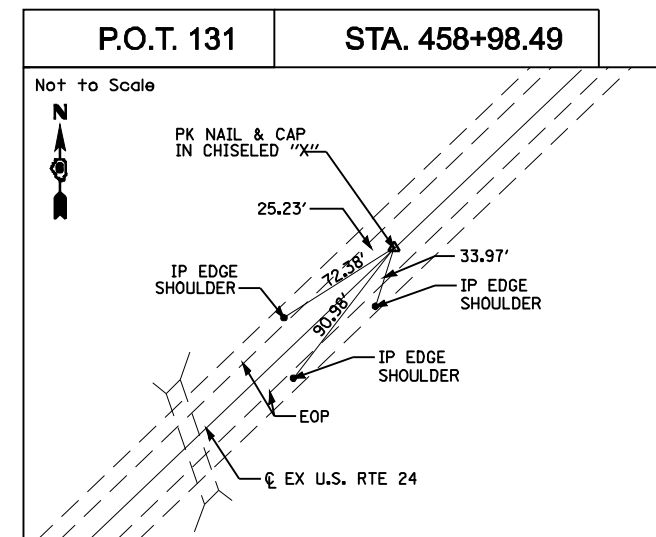 P.O.T. 131
STA. 458+98.49
Not to Scale
N
PK NAIL & CAP
IN CHISELED "X"
25.23'
72.38'
33.97'
IP EDGE
SHOULDER
IP EDGE
SHOULDER
90.98'
IP EDGE
SHOULDER
EOP
℄ EX U.S. RTE 24